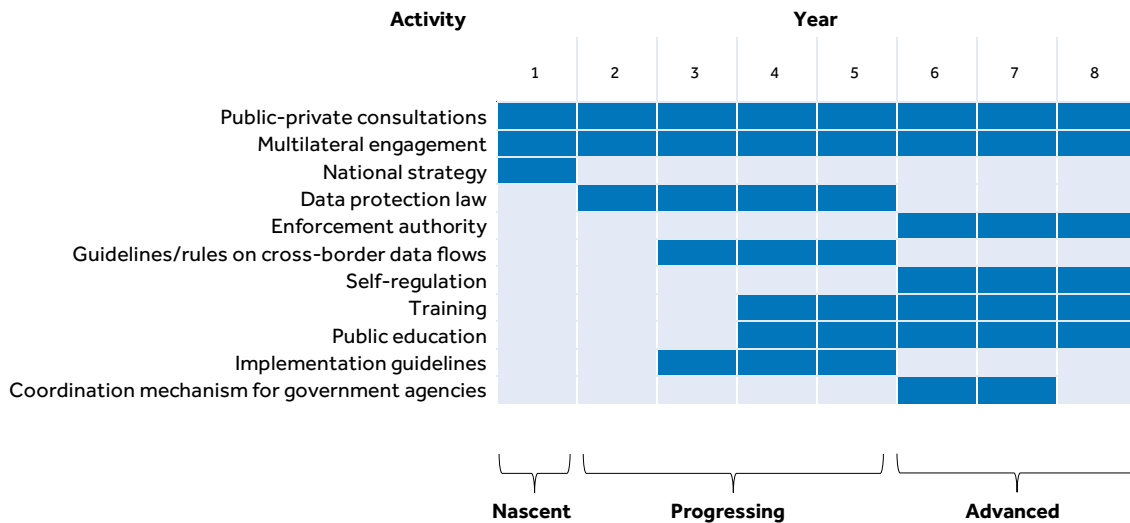 Activity Year
1 2 3 4 5 6 7 8
Public-private consultations
Multilateral engagement
National strategy
Data protection law
Enforcement authority
Guidelines/rules on cross-border data flows
Self-regulation
Training
Public education
Implementation guidelines
Coordination mechanism for government agencies
Nascent Progressing Advanced